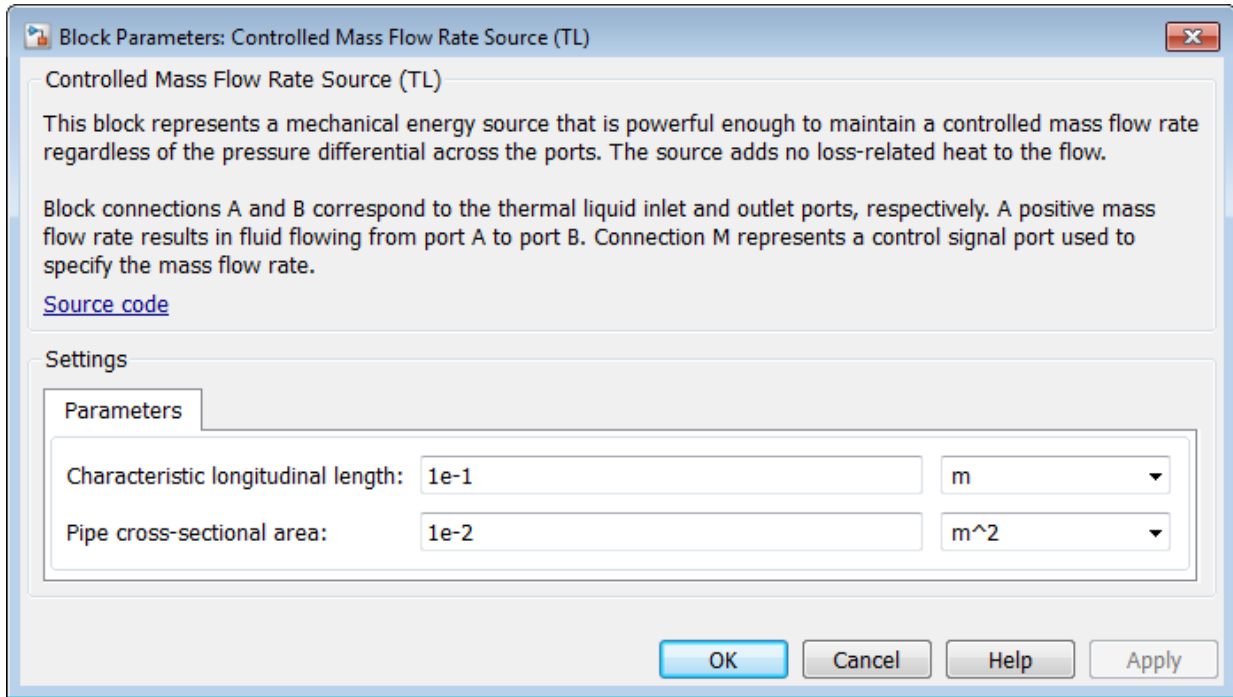 Block Parameters: Controlled Mass Flow Rate Source (TL)
Controlled Mass Flow Rate Source (TL)
This block represents a mechanical energy source that is powerful enough to maintain a controlled mass flow rate
regardless of the pressure differential across the ports. The source adds no loss-related heat to the flow.
Block connections A and B correspond to the thermal liquid inlet and outlet ports, respectively. A positive mass
flow rate results in fluid flowing from port A to port B. Connection M represents a control signal port used to
specify the mass flow rate.
Source code
Settings
Parameters
Characteristic longitudinal length: 1e-1 m
Pipe cross-sectional area: 1e-2 m^2
OK Cancel Help Apply